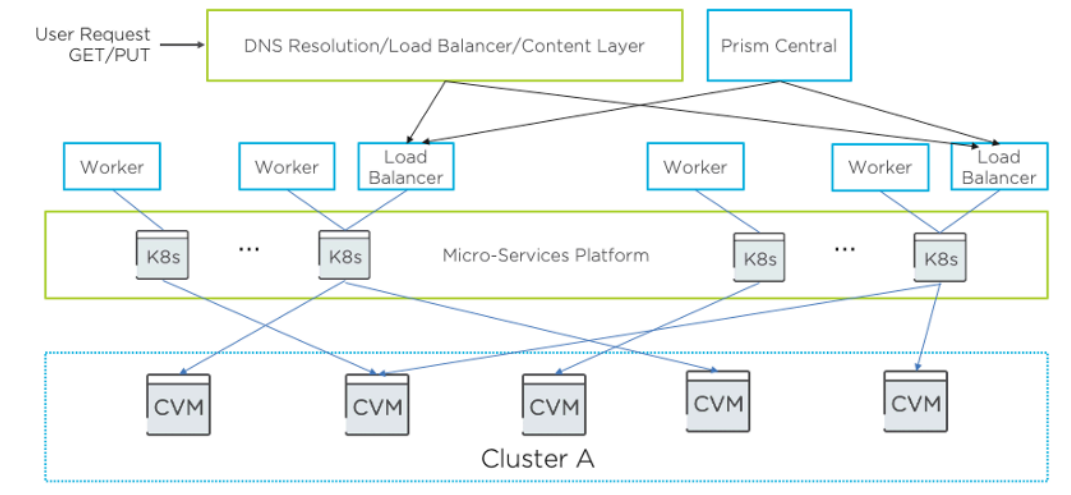 User Request
GET/PUT
DNS Resolution/Load Balancer/Content Layer
Prism Central
Worker
Worker
Load
Balancer
Worker
Worker
Load
Balancer
K8s
...
K8s
Micro-Services Platform
K8s
...
K8s
CVM
CVM
CVM
CVM
CVM
Cluster A